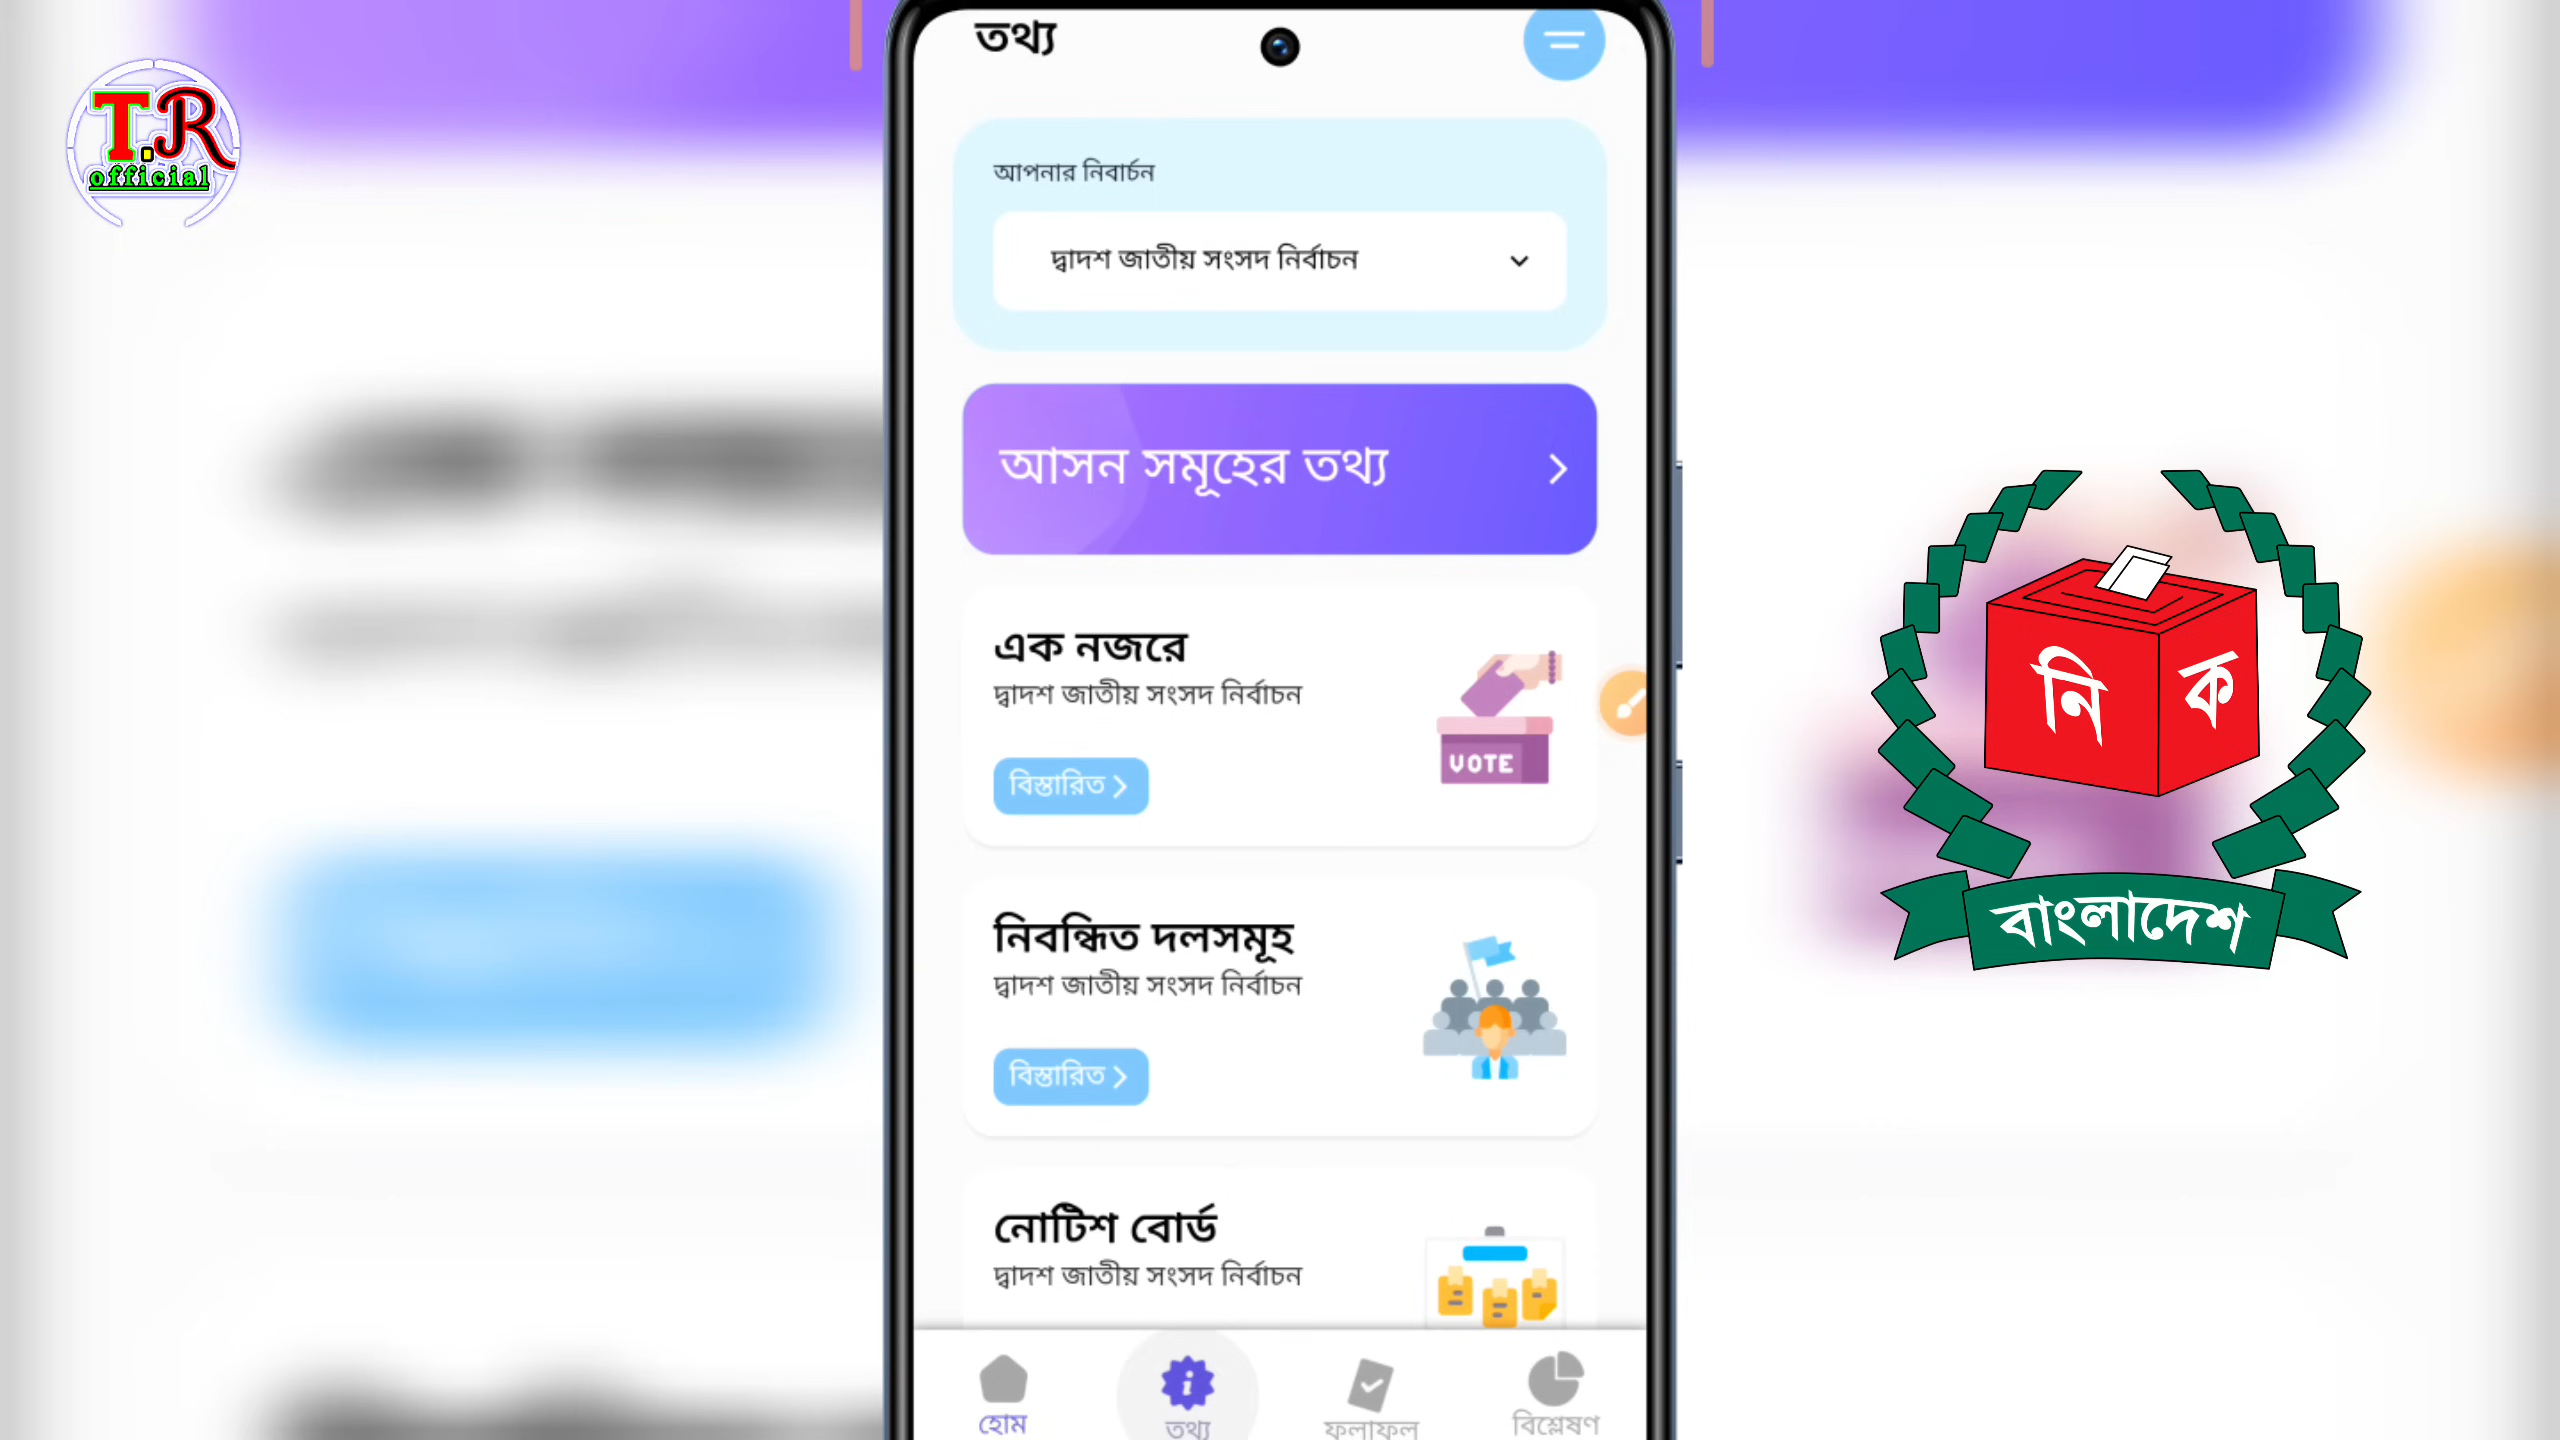 T.R
official
তথ্য
আপনার নিবার্চন
দ্বাদশ জাতীয় সংসদ নির্বাচন
আসন সমূহের তথ্য
এক নজরে
দ্বাদশ জাতীয় সংসদ নির্বাচন
বিস্তারিত
VOTE
নিবন্ধিত দলসমূহ
দ্বাদশ জাতীয় সংসদ নির্বাচন
বিস্তারিত
নোটিশ বোর্ড
দ্বাদশ জাতীয় সংসদ নির্বাচন
হোম
তথ্য
ফলাফল
বিশ্লেষণ
নি ক
বাংলাদেশ